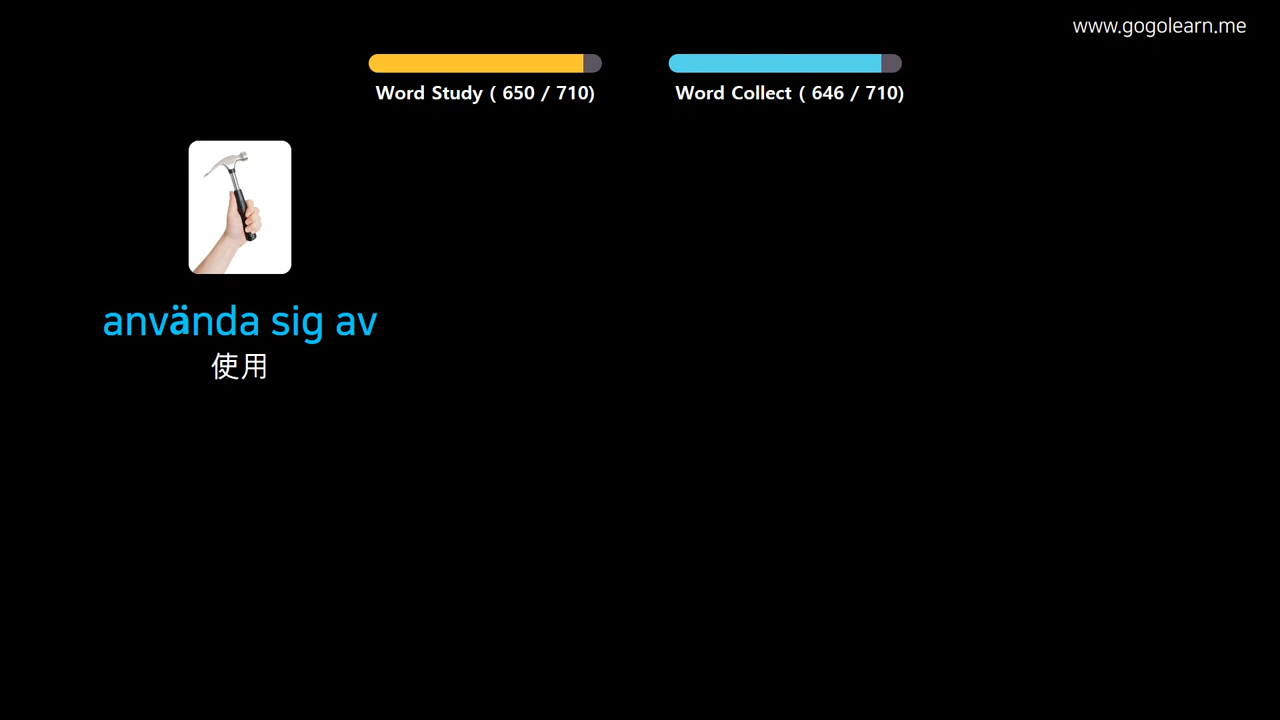 www.gogolearn.me
Word Study ( 650 / 710)
Word Collect ( 646 / 710)
använda sig av
使用